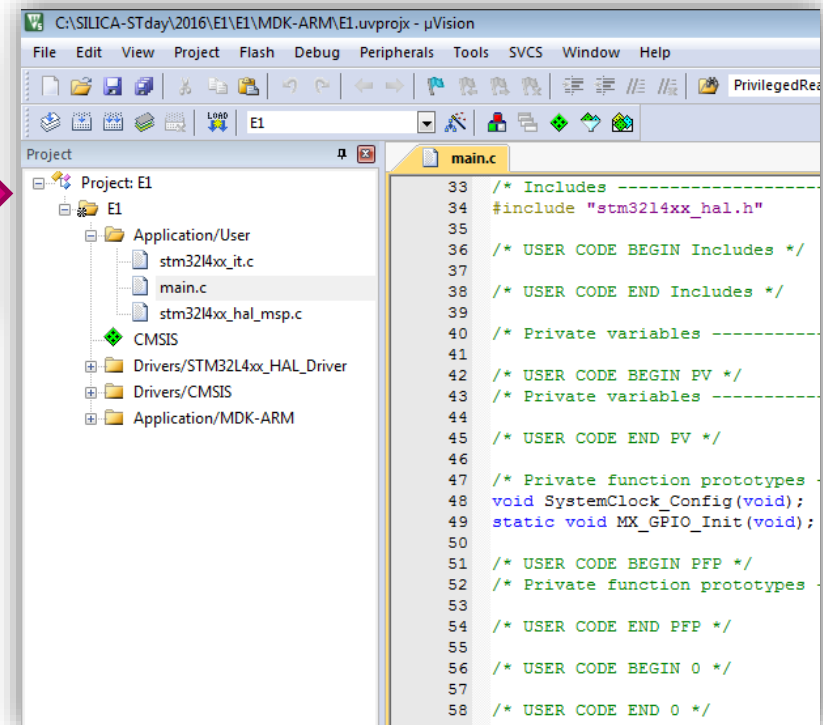 C:\SILICA-STday\2016\E1\E1\MDK-ARM\E1.uvprojx - µVision
File Edit View Project Flash Debug Peripherals Tools SVCS Window Help
PrivilegedRea
LOAD E1
Project
main.c
Project: E1
E1
Application/User
stm32l4xx_it.c
main.c
stm32l4xx_hal_msp.c
CMSIS
Drivers/STM32L4xx_HAL_Driver
Drivers/CMSIS
Application/MDK-ARM
33 /* Includes --------------------
34 #include "stm32l4xx_hal.h"
35
36 /* USER CODE BEGIN Includes */
37
38 /* USER CODE END Includes */
39
40 /* Private variables -----------
41
42 /* USER CODE BEGIN PV */
43 /* Private variables -----------
44
45 /* USER CODE END PV */
46
47 /* Private function prototypes -
48 void SystemClock_Config(void);
49 static void MX_GPIO_Init(void);
50
51 /* USER CODE BEGIN PFP */
52 /* Private function prototypes -
53
54 /* USER CODE END PFP */
55
56 /* USER CODE BEGIN 0 */
57
58 /* USER CODE END 0 */